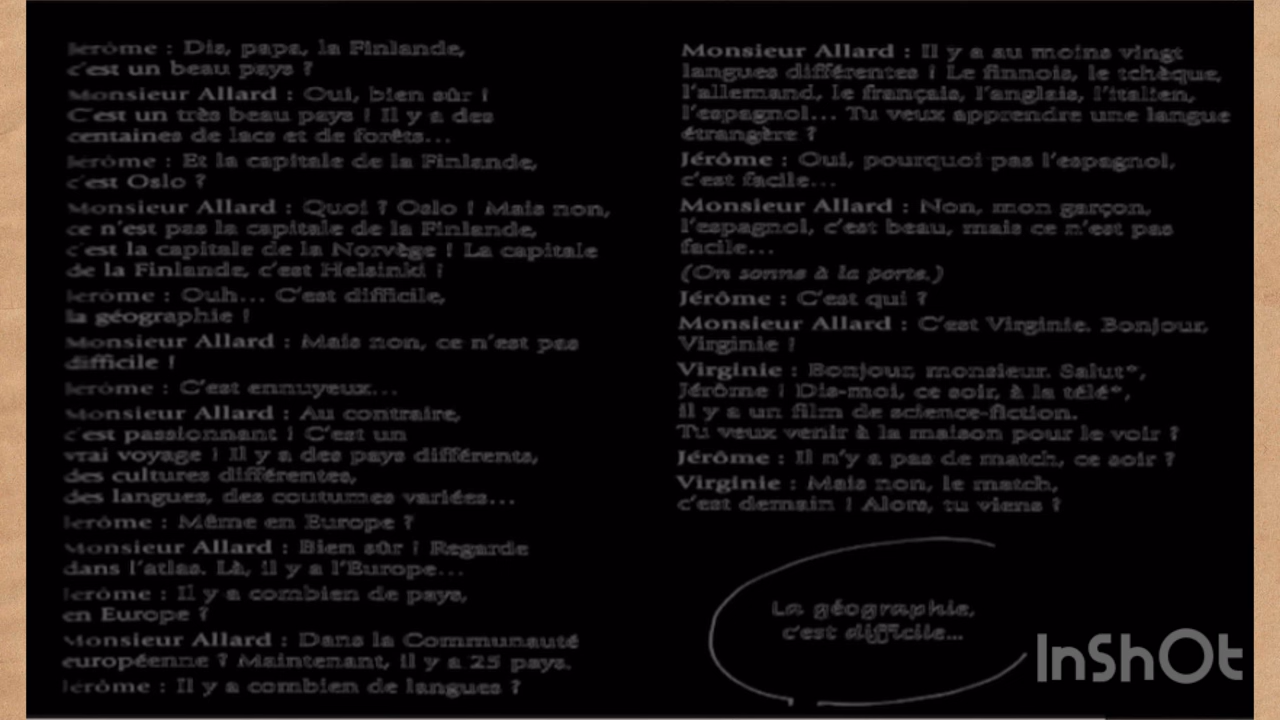 Jérôme : Dis, papa, la Finlande,
c'est un beau pays ?
Monsieur Allard : Oui, bien sûr !
C'est un très beau pays ! Il y a des
centaines de lacs et de forêts...
Jérôme : Et la capitale de la Finlande,
c'est Oslo ?
Monsieur Allard : Quoi ? Oslo ! Mais non,
ce n'est pas la capitale de la Finlande,
c'est la capitale de la Norvège ! La capitale
de la Finlande, c'est Helsinki !
Jérôme : Ouh... C'est difficile,
la géographie !
Monsieur Allard : Mais non, ce n'est pas
difficile !
Jérôme : C'est ennuyeux...
Monsieur Allard : Au contraire,
c'est passionnant ! C'est un
vrai voyage ! Il y a des pays différents,
des cultures différentes,
des langues, des coutumes variées...
Jérôme : Même en Europe ?
Monsieur Allard : Bien sûr ! Regarde
dans l'atlas. Là, il y a l'Europe...
Jérôme : Il y a combien de pays,
en Europe ?
Monsieur Allard : Dans la Communauté
européenne ? Maintenant, il y a 25 pays.
Jérôme : Il y a combien de langues ?
Monsieur Allard : Il y a au moins vingt
langues différentes ! Le finnois, le tchèque,
l'allemand, le français, l'anglais, l'italien,
l'espagnol... Tu veux apprendre une langue
étrangère ?
Jérôme : Oui, pourquoi pas l'espagnol,
c'est facile...
Monsieur Allard : Non, mon garçon,
l'espagnol, c'est beau, mais ce n'est pas
facile...
(On sonne à la porte.)
Jérôme : C'est qui ?
Monsieur Allard : C'est Virginie. Bonjour,
Virginie !
Virginie : Bonjour, monsieur. Salut*,
Jérôme ! Dis-moi, ce soir, à la télé*,
il y a un film de science-fiction.
Tu veux venir à la maison pour le voir ?
Jérôme : Il n'y a pas de match, ce soir ?
Virginie : Mais non, le match,
c'est demain ! Alors, tu viens ?
La géographie,
c'est difficile...
InShOt